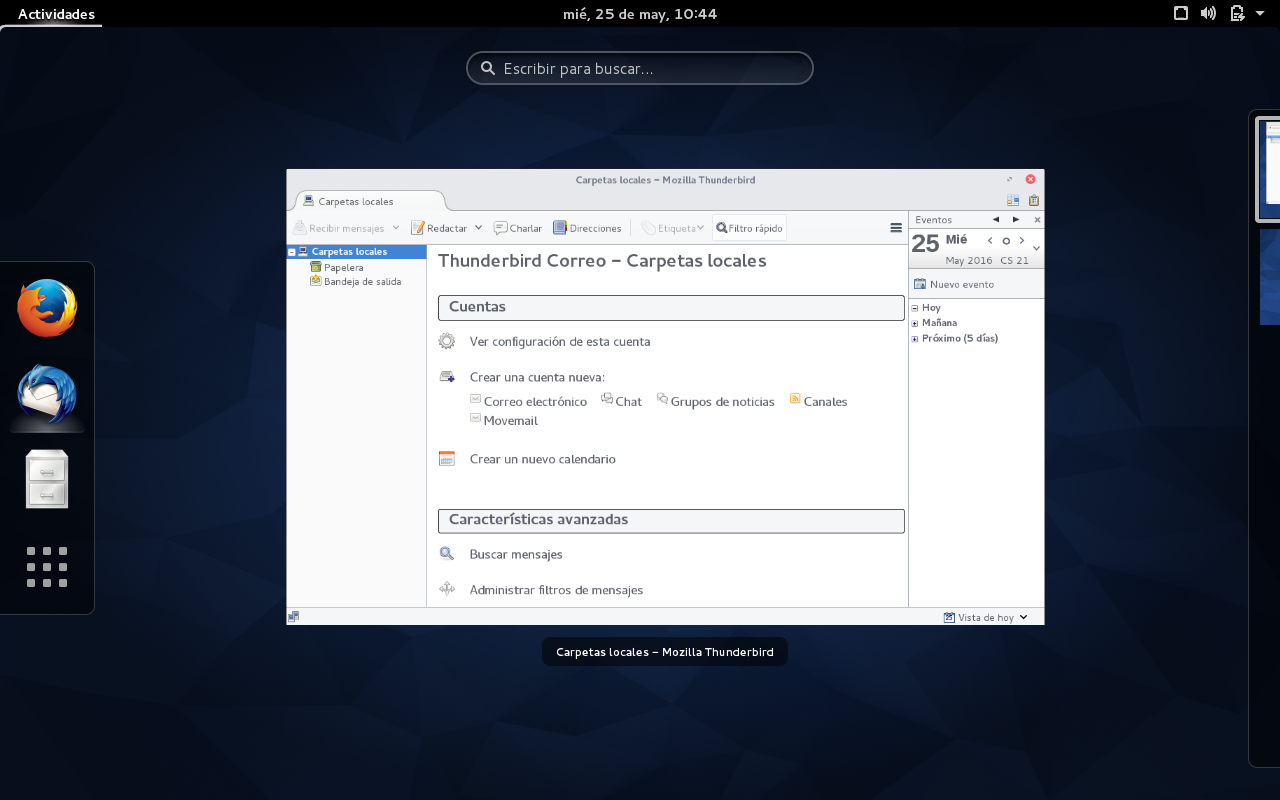 Actividades
mié, 25 de may, 10:44
Escribir para buscar...
Carpetas locales – Mozilla Thunderbird
Carpetas locales
Recibir mensajes
Redactar
Charlar
Direcciones
Etiqueta
Filtro rápido
Carpetas locales
Papelera
Bandeja de salida
Thunderbird Correo – Carpetas locales
Cuentas
Ver configuración de esta cuenta
Crear una cuenta nueva:
Correo electrónico
Chat
Grupos de noticias
Canales
Movemail
Crear un nuevo calendario
Características avanzadas
Buscar mensajes
Administrar filtros de mensajes
Eventos
25 Mié
May 2016 CS 21
Nuevo evento
Hoy
Mañana
Próximo (5 días)
Vista de hoy
Carpetas locales – Mozilla Thunderbird